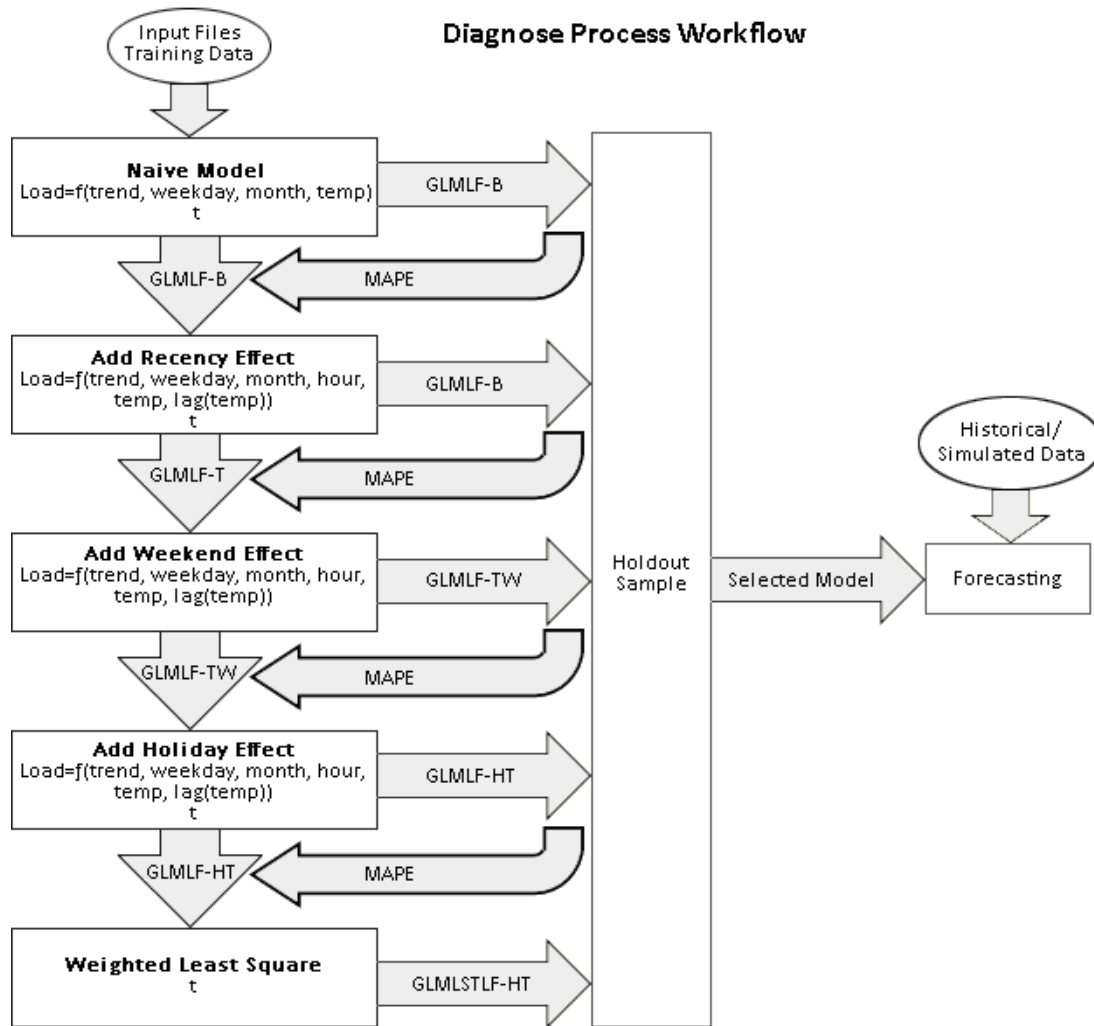 Diagnose Process Workflow
Input Files
Training Data
Naive Model
Load=f(trend, weekday, month, temp)
t
GLMLF-B
GLMLF-B
MAPE
Add Recency Effect
Load=ƒ(trend, weekday, month, hour,
temp, lag(temp))
t
GLMLF-B
GLMLF-T
MAPE
Add Weekend Effect
Load=ƒ(trend, weekday, month, hour,
temp, lag(temp))
GLMLF-TW
GLMLF-TW
MAPE
Add Holiday Effect
Load=ƒ(trend, weekday, month, hour,
temp, lag(temp))
t
GLMLF-HT
GLMLF-HT
MAPE
Weighted Least Square
t
GLMLSTLF-HT
Holdout
Sample
Selected Model
Historical/
Simulated Data
Forecasting